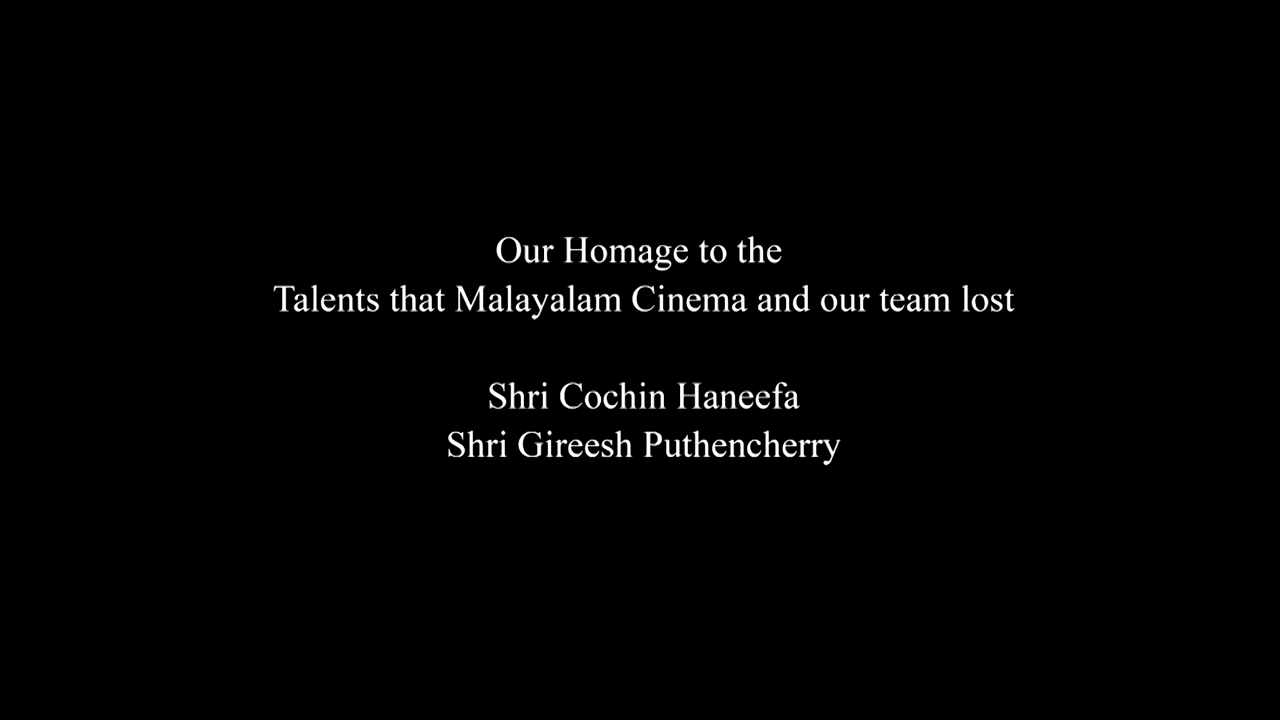 Our Homage to the
Talents that Malayalam Cinema and our team lost
Shri Cochin Haneefa
Shri Gireesh Puthencherry